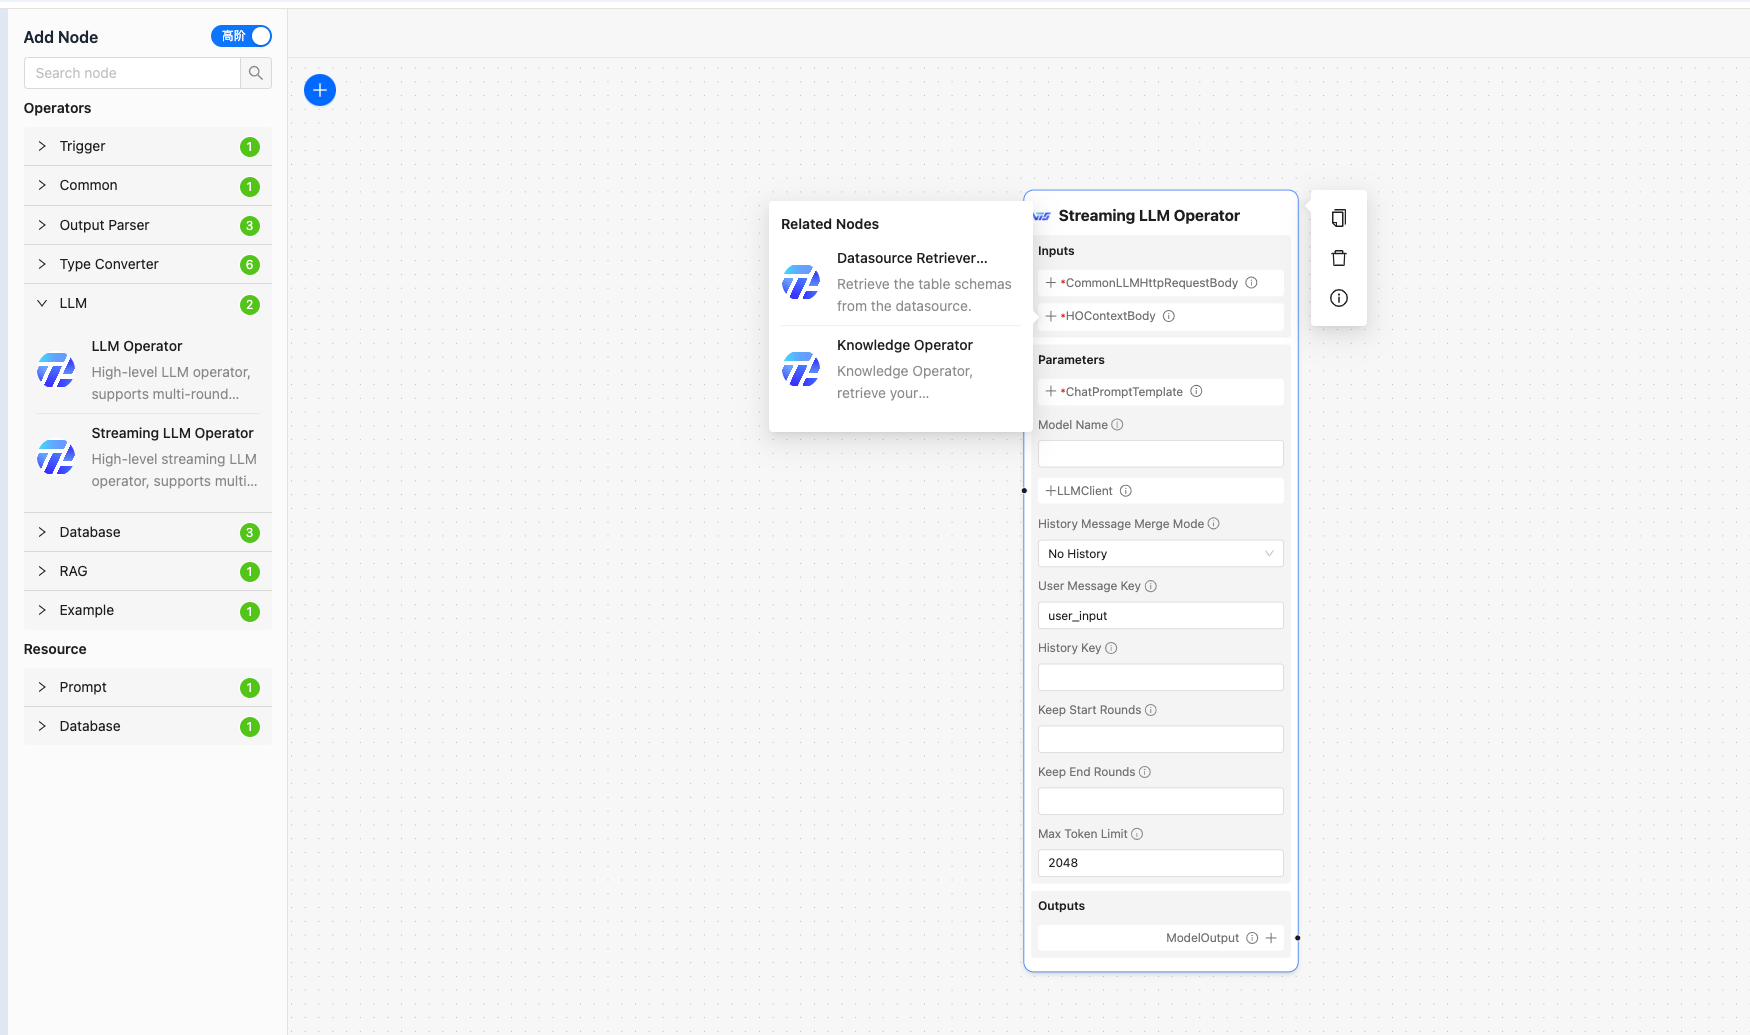 Add Node
高阶
Search node
Operators
Trigger
1
Common
1
Output Parser
3
Type Converter
6
LLM
2
LLM Operator
High-level LLM operator,
supports multi-round...
Streaming LLM Operator
High-level streaming LLM
operator, supports multi...
Database
3
RAG
1
Example
1
Resource
Prompt
1
Database
1
Related Nodes
Datasource Retriever...
Retrieve the table schemas
from the datasource.
Knowledge Operator
Knowledge Operator,
retrieve your...
Streaming LLM Operator
Inputs
*CommonLLMHttpRequestBody
*HOContextBody
Parameters
*ChatPromptTemplate
Model Name
LLMClient
History Message Merge Mode
No History
User Message Key
user_input
History Key
Keep Start Rounds
Keep End Rounds
Max Token Limit
2048
Outputs
ModelOutput